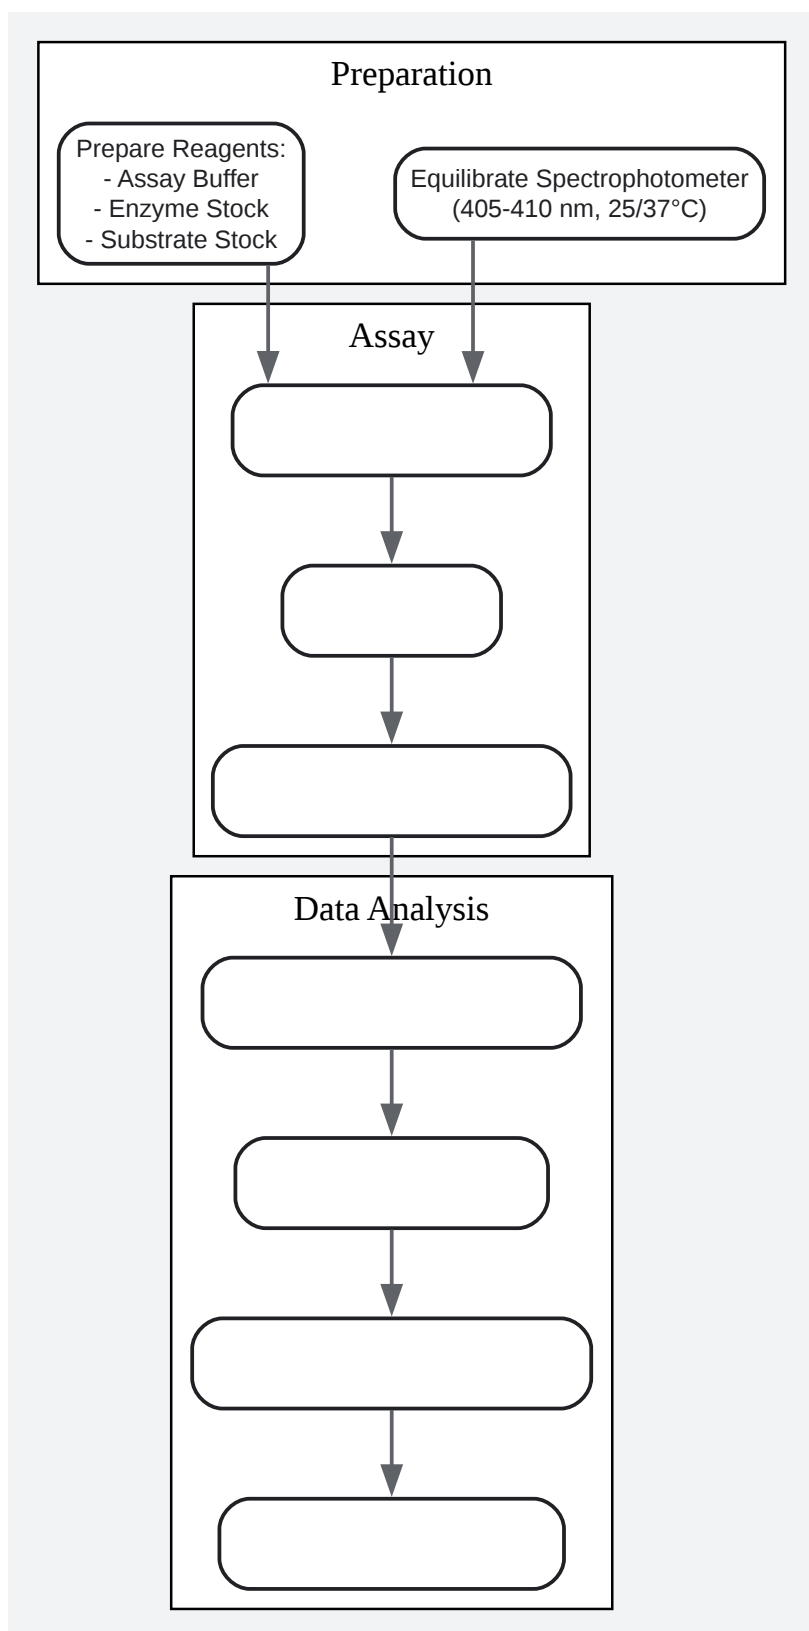 Preparation
Prepare Reagents:
- Assay Buffer
- Enzyme Stock
- Substrate Stock
Equilibrate Spectrophotometer
(405-410 nm, 25/37°C)
Assay
Data Analysis